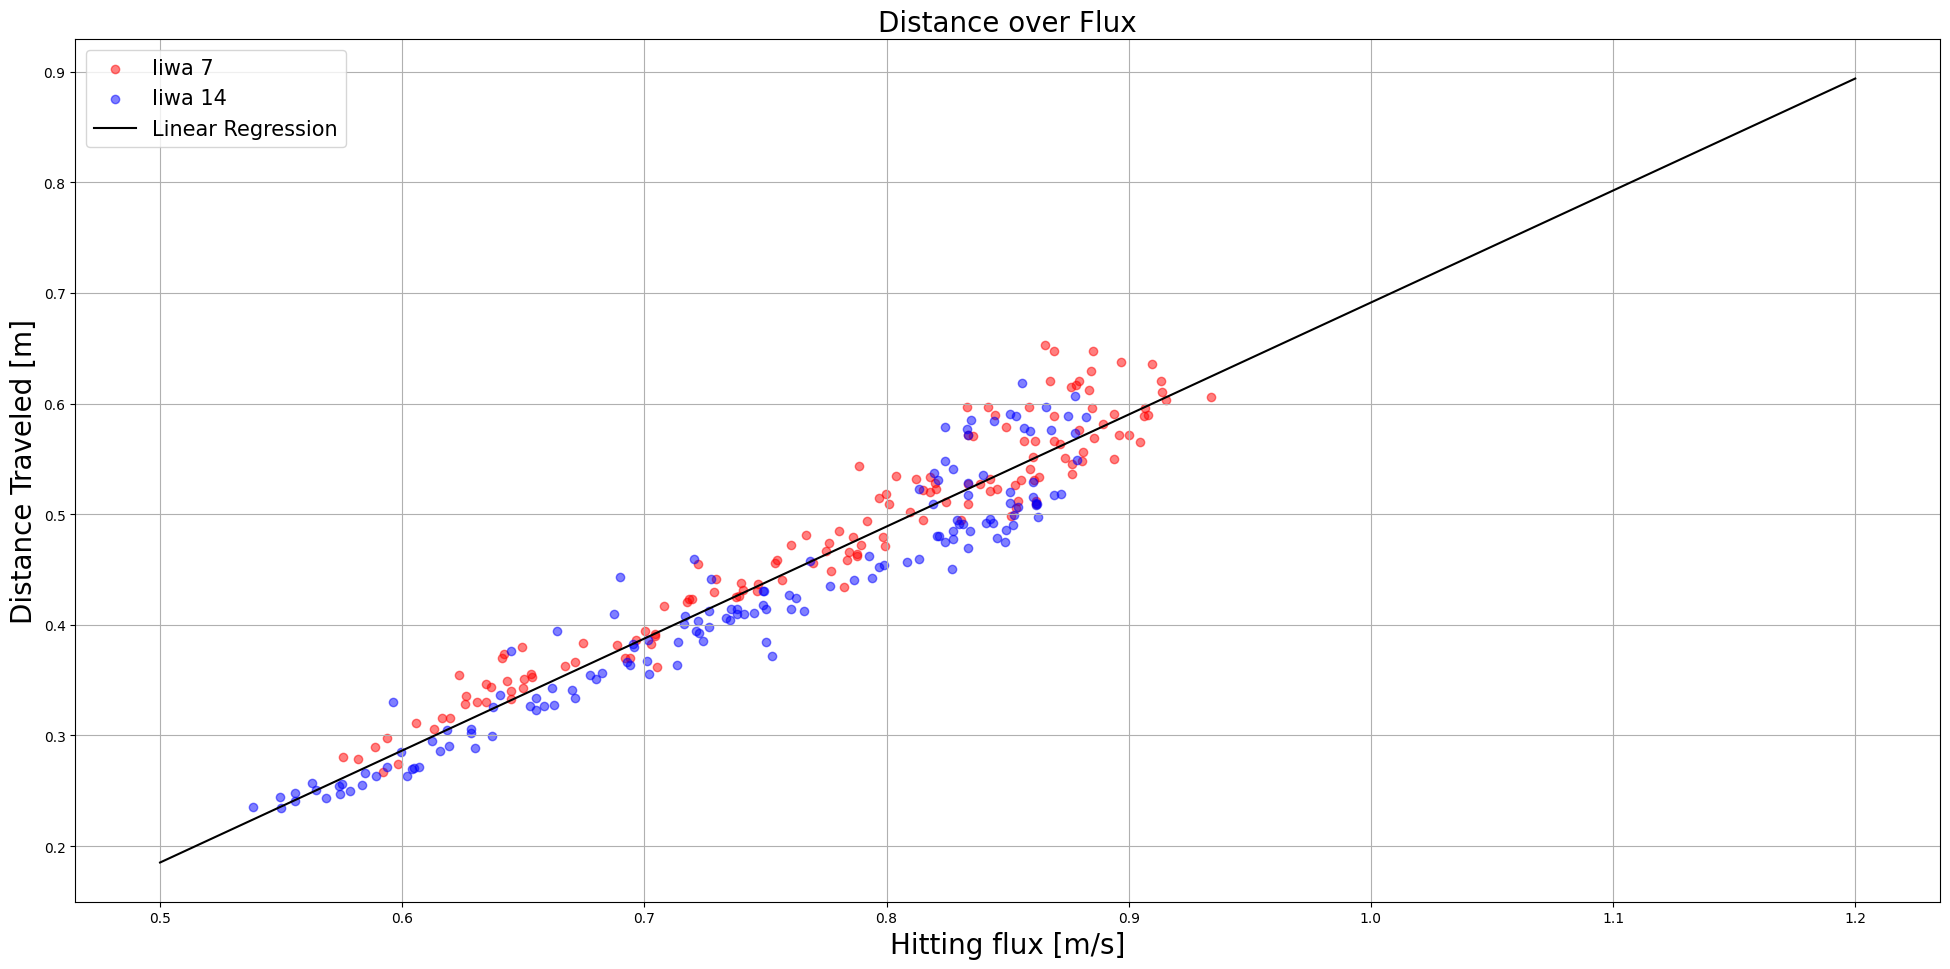 Distance over Flux
Iiwa 7
Iiwa 14
Linear Regression
0.9
0.8
0.7
0.6
0.5
0.4
0.3
0.2
Distance Traveled [m]
0.5 0.6 0.7 0.8 0.9 1.0 1.1 1.2
Hitting flux [m/s]